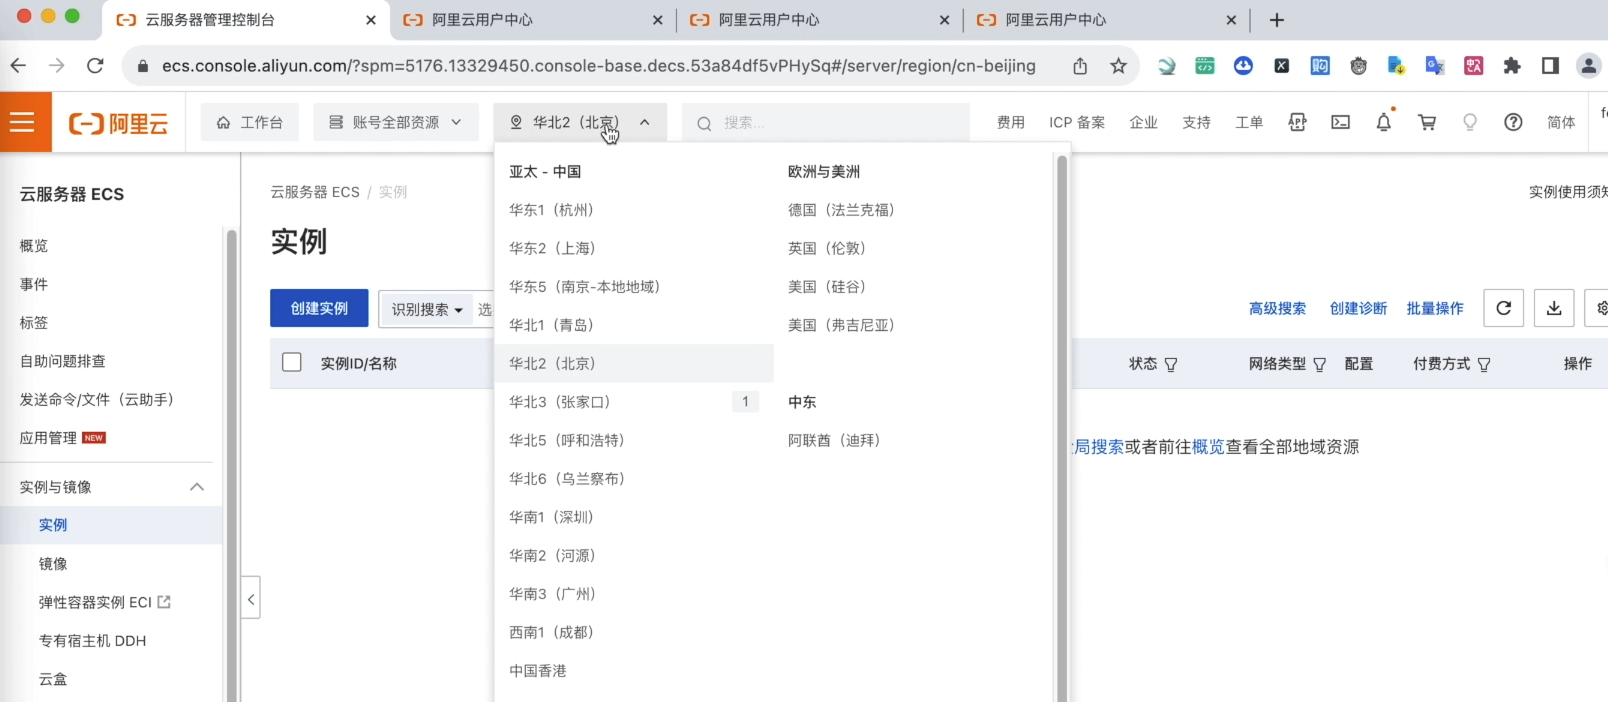 云服务器管理控制台
阿里云用户中心
阿里云用户中心
阿里云用户中心
ecs.console.aliyun.com/?spm=5176.13329450.console-base.decs.53a84df5vPHySq#/server/region/cn-beijing
阿里云
工作台
账号全部资源
华北2（北京）
搜索...
费用
ICP 备案
企业
支持
工单
简体
云服务器 ECS
概览
事件
标签
自助问题排查
发送命令/文件（云助手）
应用管理 NEW
实例与镜像
实例
镜像
弹性容器实例 ECI
专有宿主机 DDH
云盒
云服务器 ECS / 实例
实例使用须知
实例
创建实例
识别搜索
选
高级搜索
创建诊断
批量操作
实例ID/名称
状态
网络类型
配置
付费方式
操作
局搜索或者前往概览查看全部地域资源
亚太 - 中国
华东1（杭州）
华东2（上海）
华东5（南京-本地地域）
华北1（青岛）
华北2（北京）
华北3（张家口） 1
华北5（呼和浩特）
华北6（乌兰察布）
华南1（深圳）
华南2（河源）
华南3（广州）
西南1（成都）
中国香港
欧洲与美洲
德国（法兰克福）
英国（伦敦）
美国（硅谷）
美国（弗吉尼亚）
中东
阿联酋（迪拜）